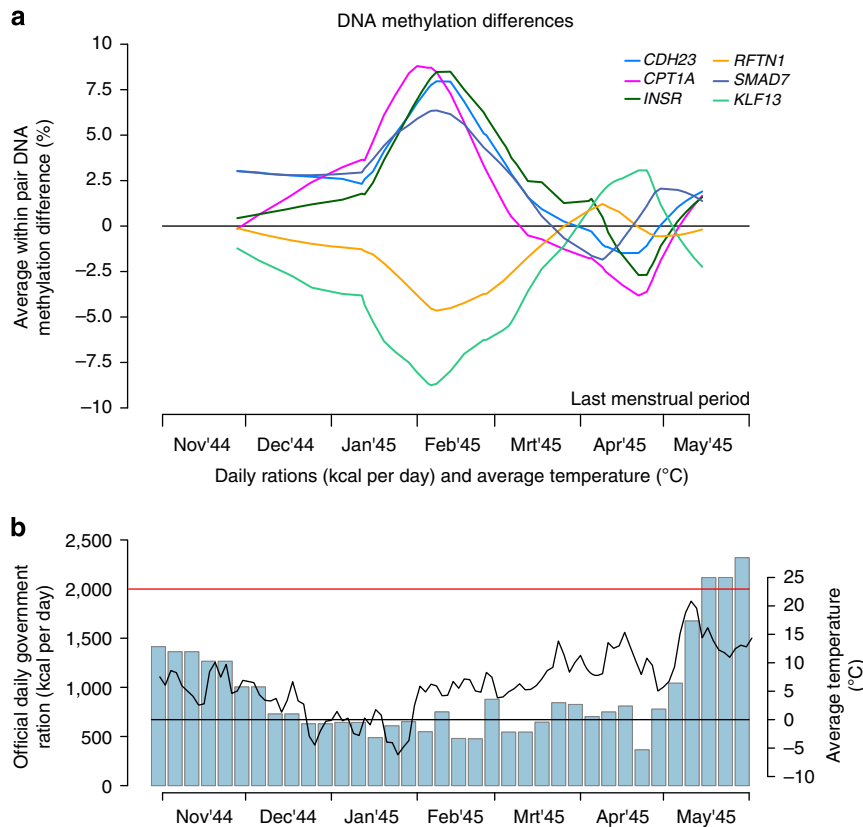 a
DNA methylation differences
Average within pair DNA
methylation difference (%)
10
7.5
5.0
2.5
0
−2.5
−5.0
−7.5
−10
CDH23
CPT1A
INSR
RFTN1
SMAD7
KLF13
Last menstrual period
Nov'44 Dec'44 Jan'45 Feb'45 Mrt'45 Apr'45 May'45
Daily rations (kcal per day) and average temperature (°C)
b
Official daily government
ration (kcal per day)
2,500
2,000
1,500
1,000
500
0
25
20
15
10
5
0
−5
−10
Average temperature
(°C)
Nov'44 Dec'44 Jan'45 Feb'45 Mrt'45 Apr'45 May'45